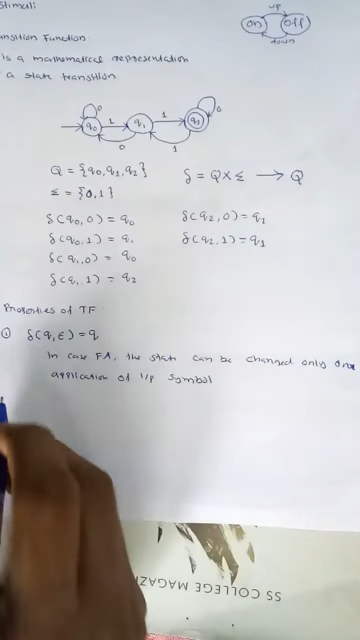 Stimuli:
up
on off
down
ansition Function
is a mathematical representation
a state transition
0 0
1 1
q0 q1 q2
0 1
Q = {q0,q1,q2} δ = Q×Σ → Q
Σ = {0,1}
δ(q0,0) = q0 δ(q2,0) = q2
δ(q0,1) = q1 δ(q2,1) = q1
δ(q1,0) = q0
δ(q1,1) = q2
Properties of TF
① δ(q,ε) = q
In case FA, the state can be changed only one
application of i/p symbol
SS COLLEGE MAGAZ